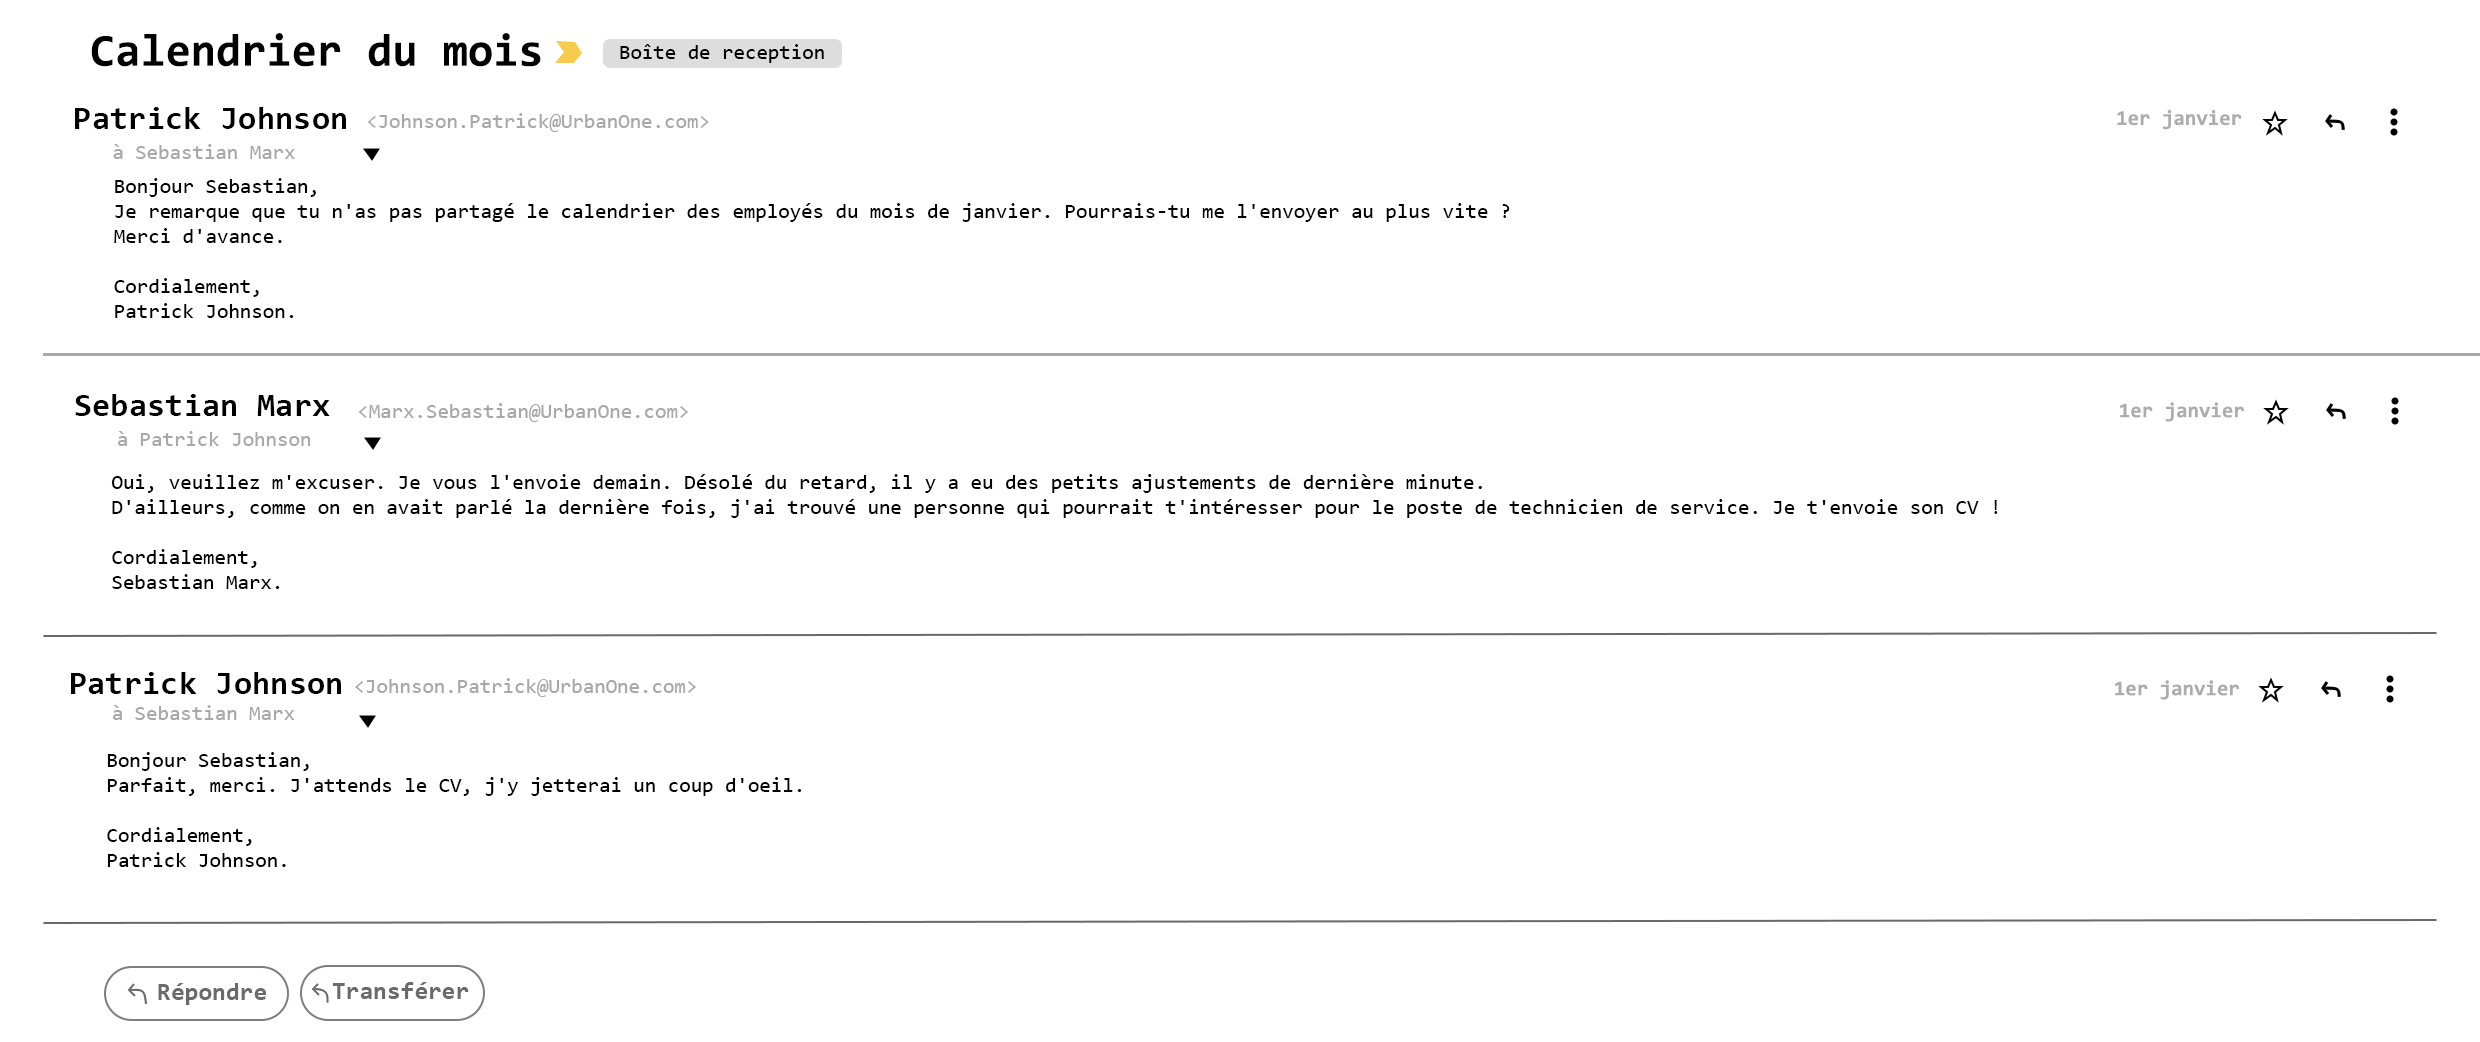 Calendrier du mois Boîte de reception
Patrick Johnson <Johnson.Patrick@UrbanOne.com> 1er janvier
à Sebastian Marx
Bonjour Sebastian,
Je remarque que tu n'as pas partagé le calendrier des employés du mois de janvier. Pourrais-tu me l'envoyer au plus vite ?
Merci d'avance.
Cordialement,
Patrick Johnson.
Sebastian Marx <Marx.Sebastian@UrbanOne.com> 1er janvier
à Patrick Johnson
Oui, veuillez m'excuser. Je vous l'envoie demain. Désolé du retard, il y a eu des petits ajustements de dernière minute.
D'ailleurs, comme on en avait parlé la dernière fois, j'ai trouvé une personne qui pourrait t'intéresser pour le poste de technicien de service. Je t'envoie son CV !
Cordialement,
Sebastian Marx.
Patrick Johnson <Johnson.Patrick@UrbanOne.com> 1er janvier
à Sebastian Marx
Bonjour Sebastian,
Parfait, merci. J'attends le CV, j'y jetterai un coup d'oeil.
Cordialement,
Patrick Johnson.
Répondre Transférer